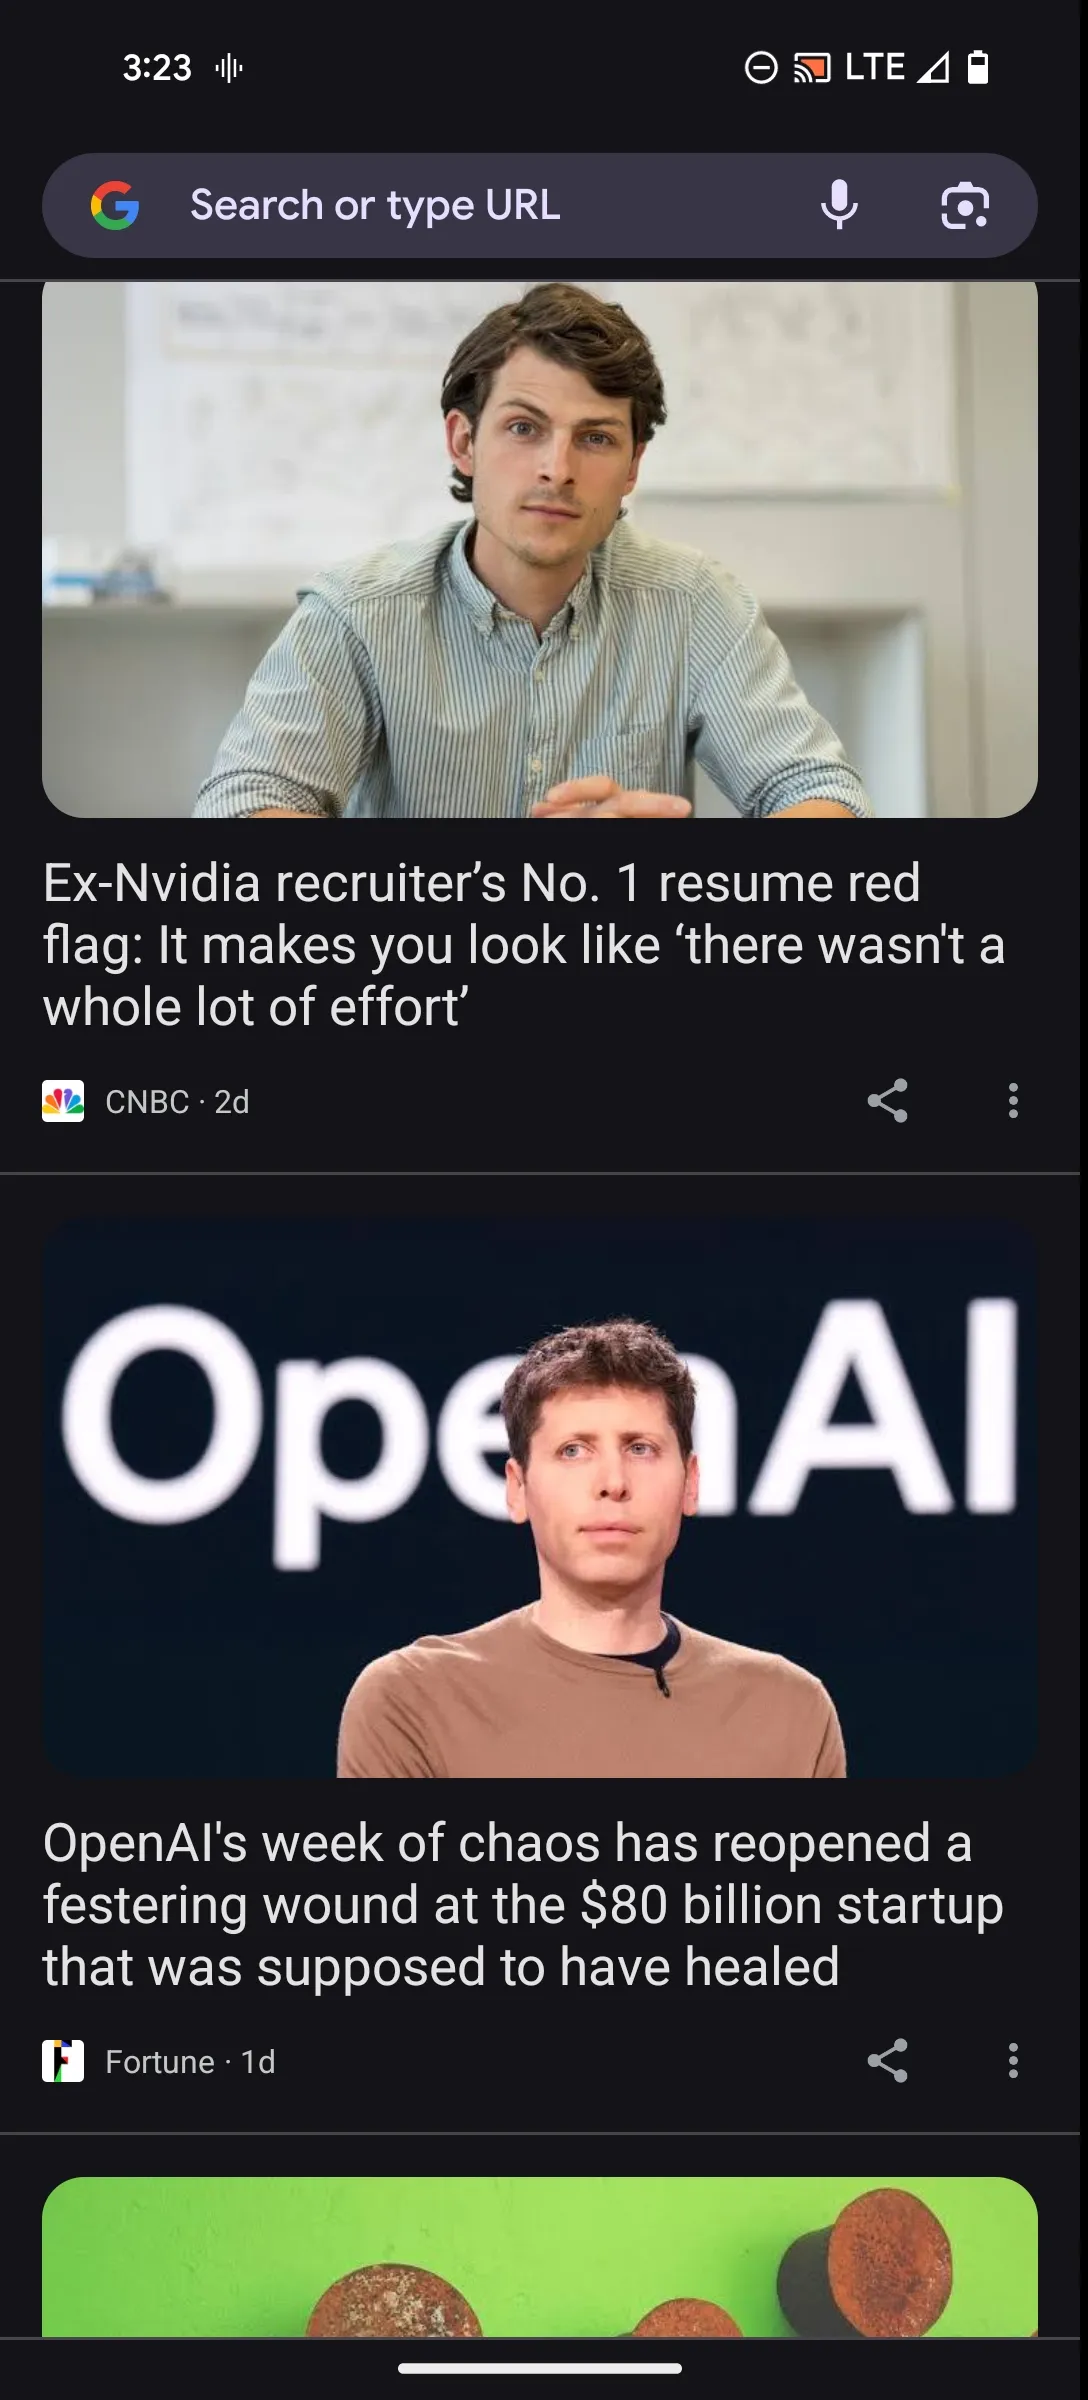 3:23
LTE
Search or type URL
Ex-Nvidia recruiter’s No. 1 resume red
flag: It makes you look like ‘there wasn't a
whole lot of effort’
CNBC · 2d
OpenAI
OpenAI's week of chaos has reopened a
festering wound at the $80 billion startup
that was supposed to have healed
Fortune · 1d